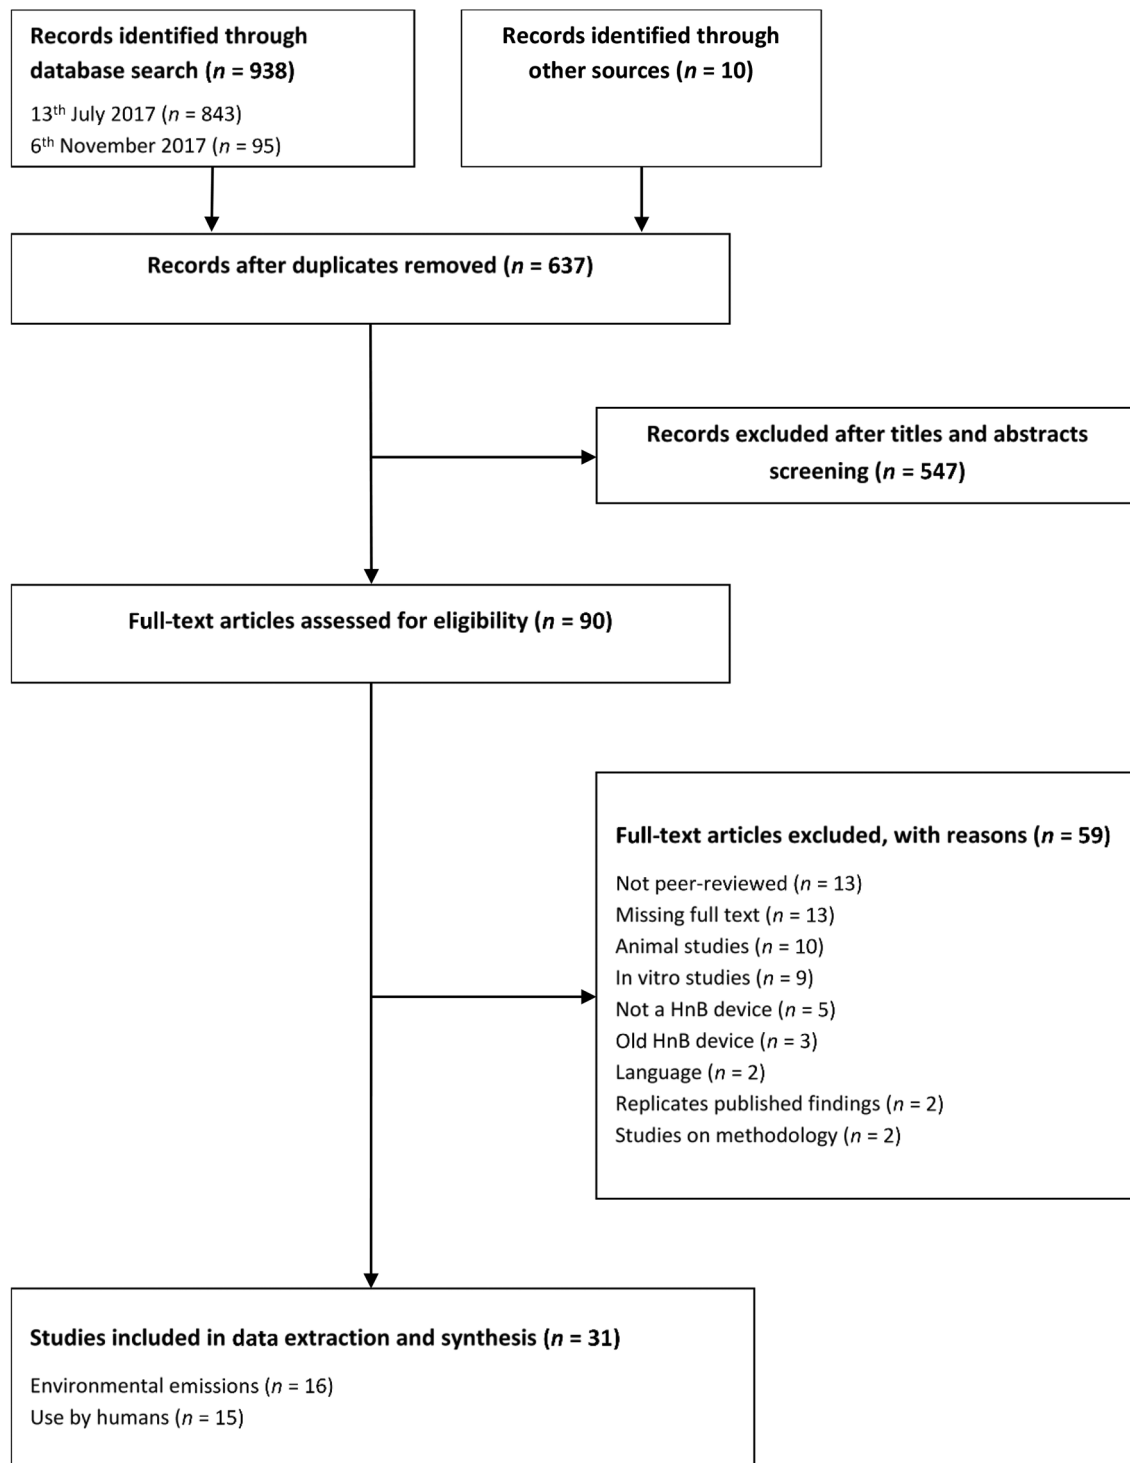 Records identified through
database search (n = 938)
13th July 2017 (n = 843)
6th November 2017 (n = 95)
Records identified through
other sources (n = 10)
Records after duplicates removed (n = 637)
Records excluded after titles and abstracts
screening (n = 547)
Full-text articles assessed for eligibility (n = 90)
Full-text articles excluded, with reasons (n = 59)
Not peer-reviewed (n = 13)
Missing full text (n = 13)
Animal studies (n = 10)
In vitro studies (n = 9)
Not a HnB device (n = 5)
Old HnB device (n = 3)
Language (n = 2)
Replicates published findings (n = 2)
Studies on methodology (n = 2)
Studies included in data extraction and synthesis (n = 31)
Environmental emissions (n = 16)
Use by humans (n = 15)